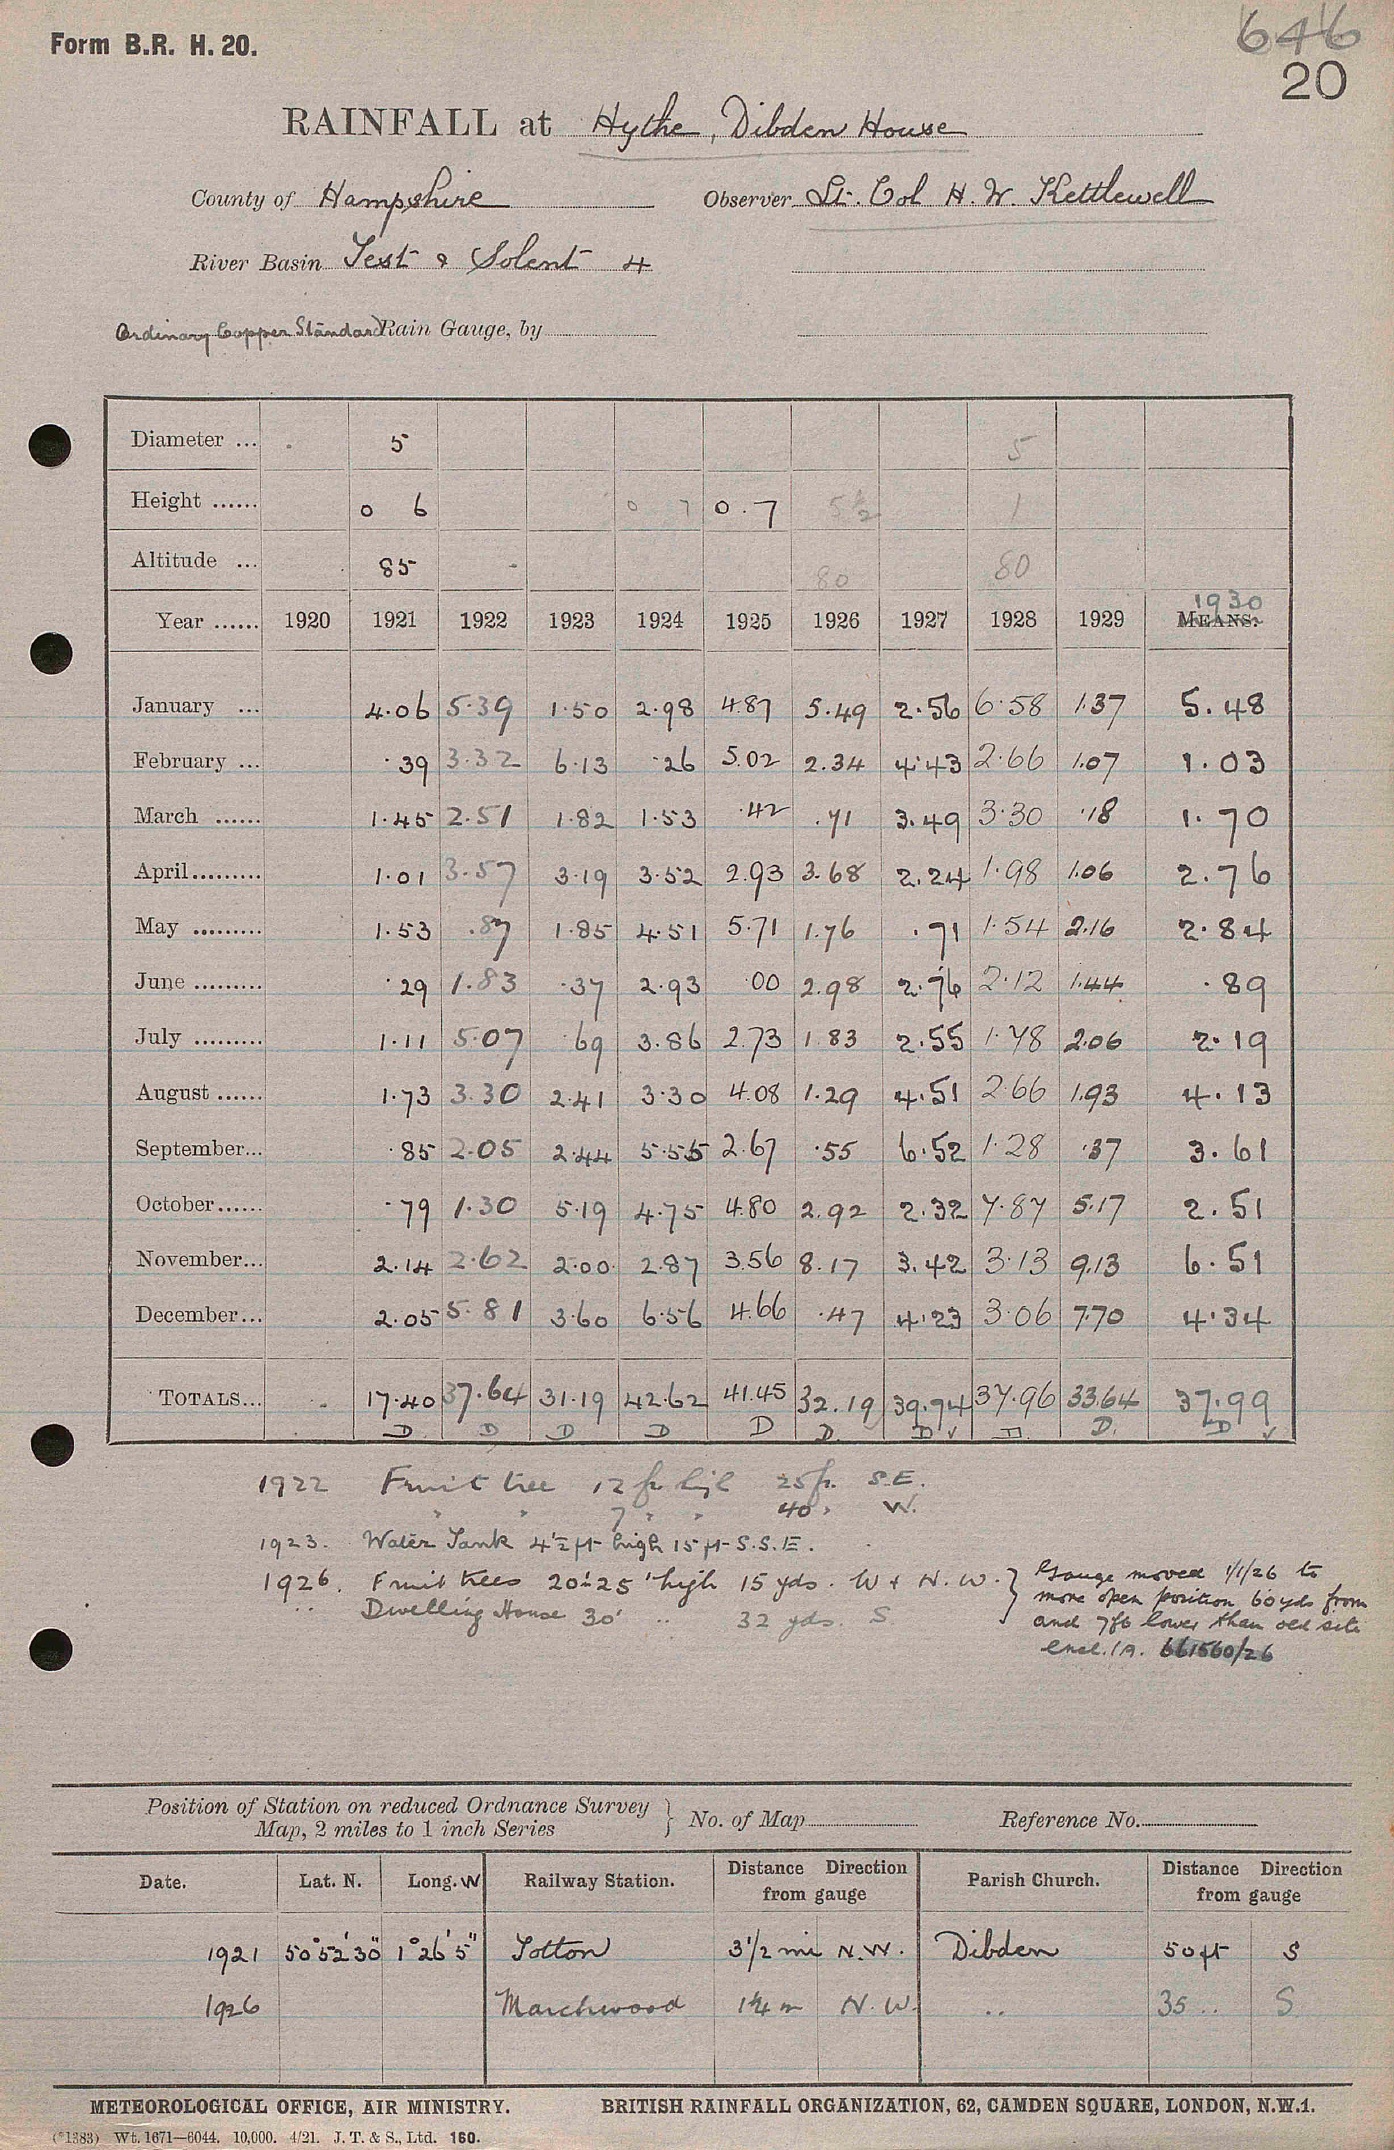 Form B.R. H. 20.
646
20
RAINFALL at Hythe, Dibden House
County of Hampshire Observer Lt. Col H. W. Kettlewell
River Basin Test & Solent 4
Ordinary Copper Standard Rain Gauge, by
Diameter ... 5 5
Height ...... 0 6 0 7 0.7 5½ 1
Altitude ... 85 80 80
1930
Year ...... 1920 1921 1922 1923 1924 1925 1926 1927 1928 1929 MEANS.
January ... 4.06 5.39 1.50 2.98 4.87 5.49 2.56 6.58 1.37 5.48
February ... .39 3.32 6.13 .26 5.02 2.34 4.43 2.66 1.07 1.03
March ...... 1.45 2.51 1.82 1.53 .42 .71 3.49 3.30 .18 1.70
April......... 1.01 3.57 3.19 3.52 2.93 3.68 2.24 1.98 1.06 2.76
May ......... 1.53 .87 1.85 4.51 5.71 1.76 .71 1.54 2.16 2.84
June ......... .29 1.83 .37 2.93 .00 2.98 2.76 2.12 1.44 .89
July ......... 1.11 5.07 .69 3.86 2.73 1.83 2.55 1.78 2.06 2.19
August ...... 1.73 3.30 2.41 3.30 4.08 1.29 4.51 2.66 1.93 4.13
September... .85 2.05 2.44 5.55 2.67 .55 6.52 1.28 .37 3.61
October...... .79 1.30 5.19 4.75 4.80 2.92 2.32 7.87 5.17 2.51
November... 2.14 2.62 2.00 2.87 3.56 8.17 3.42 3.13 9.13 6.51
December... 2.05 5.81 3.60 6.56 4.66 .47 4.23 3.06 7.70 4.34
TOTALS... 17.40 37.64 31.19 42.62 41.45 32.19 39.74 37.96 33.64 37.99
D D D D D D. D ✓ D. D. D ✓
1922 Fruit tree 12 ft high 25 ft. S.E.
" " 7 " " 40 " W.
1923. Water Tank 4½ ft high 15 ft S.S.E.
1926. Fruit trees 20-25' high 15 yds. W + N.W. }
" Dwelling House 30' " 32 yds. S.
Gauge moved 1/1/26 to
more open position 60 yds from
and 7ft lower than old site
encl. 1A. 661560/26
Position of Station on reduced Ordnance Survey
Map, 2 miles to 1 inch Series } No. of Map Reference No.
Date. Lat. N. Long. W Railway Station. Distance Direction from gauge Parish Church. Distance Direction from gauge
1921 50°52'30" 1°26'5" Totton 3½ mi N.W. Dibden 50 ft S
1926 Marchwood 1¼ m N.W. " 35 " S
METEOROLOGICAL OFFICE, AIR MINISTRY. BRITISH RAINFALL ORGANIZATION, 62, CAMDEN SQUARE, LONDON, N.W.1.
(*1383) Wt. 1671—6044. 10,000. 4/21. J. T. & S., Ltd. 160.